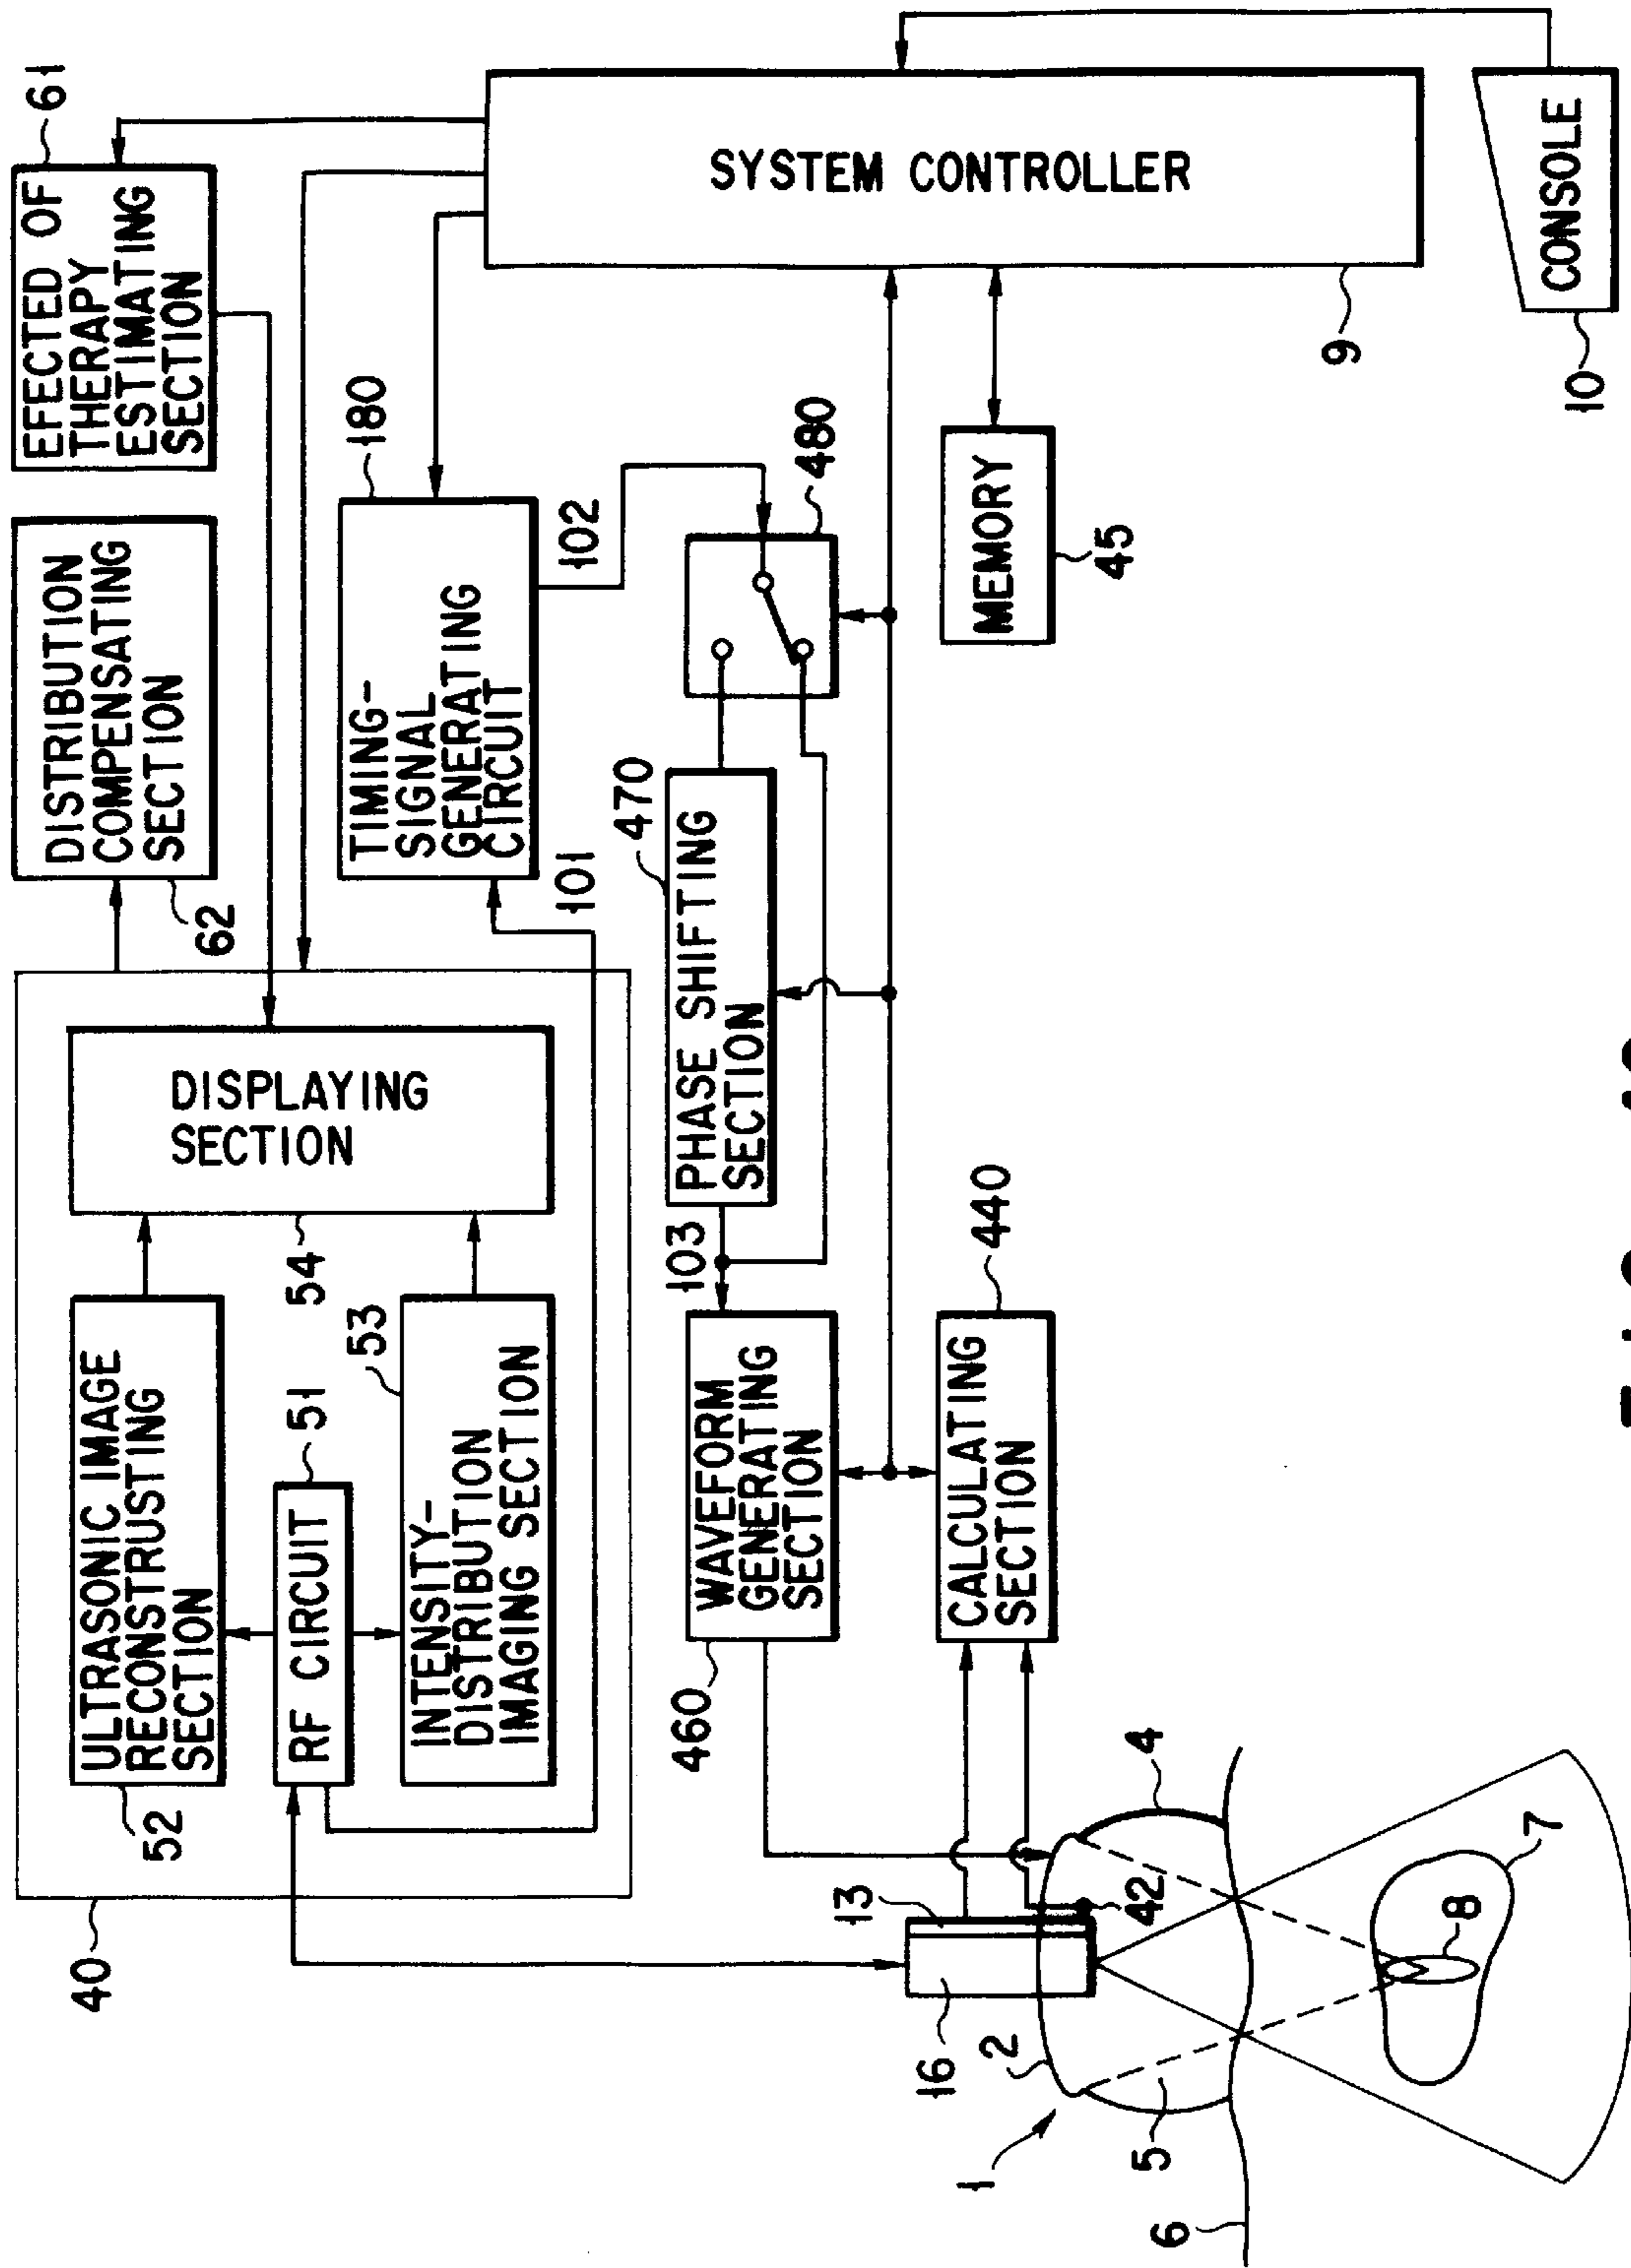 40
52
ULTRASONIC IMAGE
RECONSTRUSTING
SECTION
RF CIRCUIT
51
INTENSITY-
DISTRIBUTION
IMAGING SECTION
53
54
DISPLAYING
SECTION
62
DISTRIBUTION
COMPENSATING
SECTION
EFFECTED OF
THERAPY
ESTIMATING
SECTION
61
101
TIMING-
SIGNAL
GENERATING
CIRCUIT
180
102
460
WAVEFORM
GENERATING
SECTION
103
PHASE SHIFTING
SECTION
470
480
CALCULATING
SECTION
440
MEMORY
45
SYSTEM CONTROLLER
9
CONSOLE
10
13
16
2
42
4
1
5
6
7
8